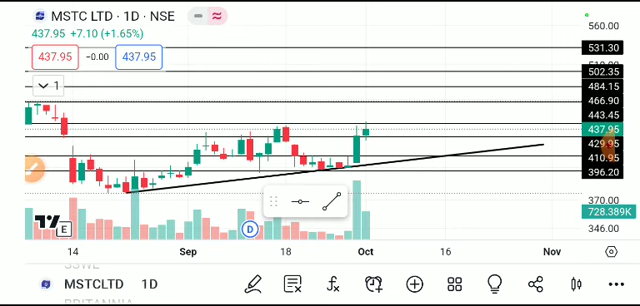 MSTC LTD · 1D · NSE
437.95 +7.10 (+1.65%)
437.95 −0.00 437.95
1
560.00
531.30
502.35
484.15
466.90
443.45
437.95
429.95
410.95
396.20
370.00
728.389K
346.00
E
D
14 Sep 18 Oct 16 Nov
MSTCLTD 1D